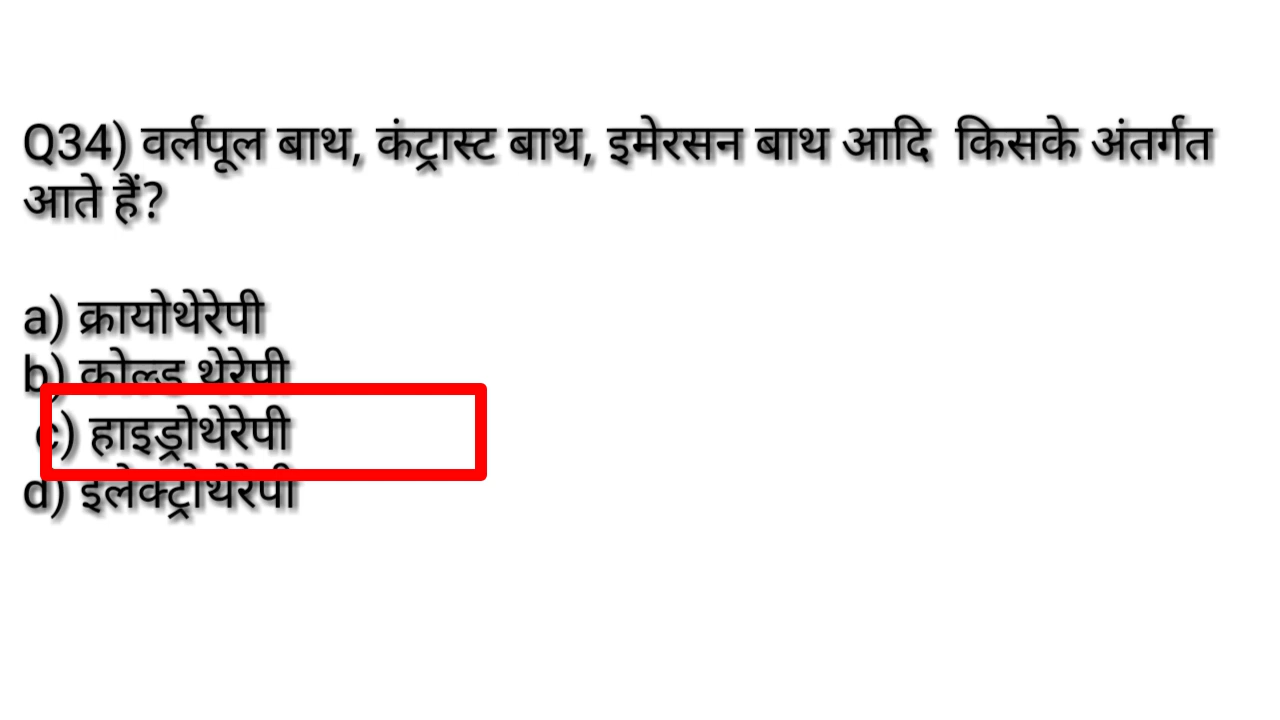 Q34) वर्लपूल बाथ, कंट्रास्ट बाथ, इमेरसन बाथ आदि किसके अंतर्गत
आते हैं?
a) क्रायोथेरेपी
b) कोल्ड थेरेपी
c) हाइड्रोथेरेपी
d) इलेक्ट्रोथेरेपी